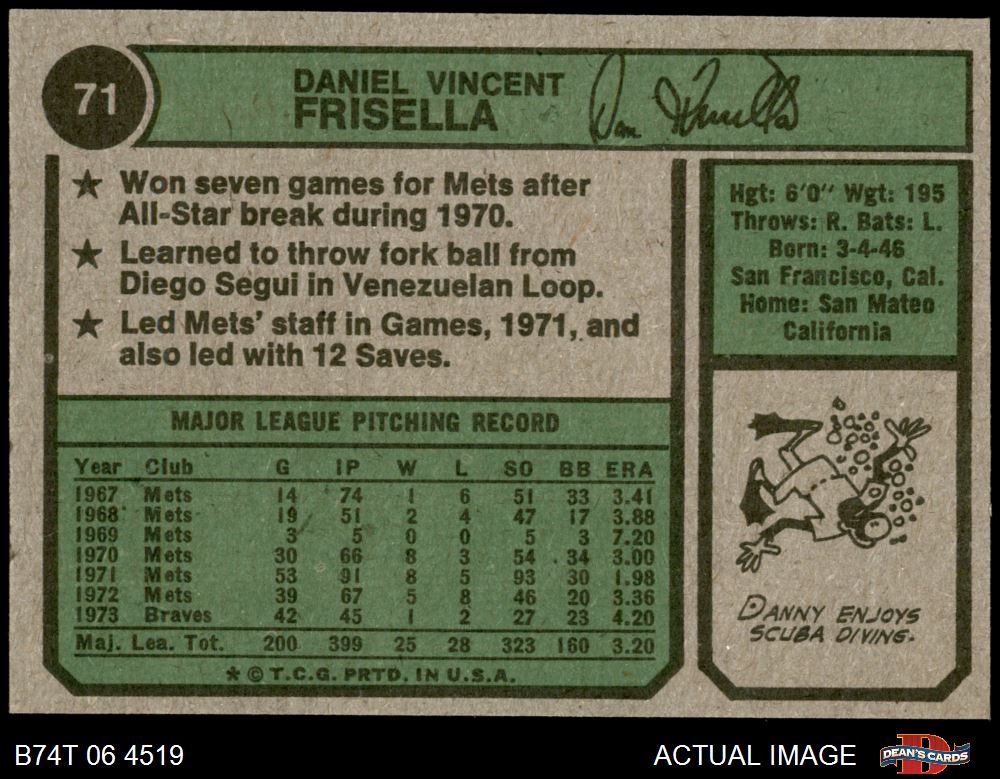 71
DANIEL VINCENT
FRISELLA
Dan Frisella
★ Won seven games for Mets after
All-Star break during 1970.
★ Learned to throw fork ball from
Diego Segui in Venezuelan Loop.
★ Led Mets' staff in Games, 1971, and
also led with 12 Saves.
Hgt: 6'0" Wgt: 195
Throws: R. Bats: L.
Born: 3-4-46
San Francisco, Cal.
Home: San Mateo
California
MAJOR LEAGUE PITCHING RECORD
Year Club G IP W L SO BB ERA
1967 Mets 14 74 1 6 51 33 3.41
1968 Mets 19 51 2 4 47 17 3.88
1969 Mets 3 5 0 0 5 3 7.20
1970 Mets 30 66 8 3 54 34 3.00
1971 Mets 53 91 8 5 93 30 1.98
1972 Mets 39 67 5 8 46 20 3.36
1973 Braves 42 45 1 2 27 23 4.20
Maj. Lea. Tot. 200 399 25 28 323 160 3.20
* © T.C.G. PRTD. IN U.S.A.
DANNY ENJOYS
SCUBA DIVING.
B74T 06 4519
ACTUAL IMAGE
DEAN'S CARDS